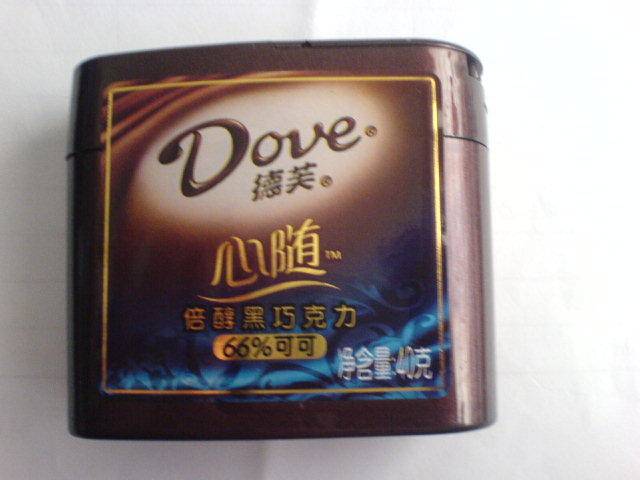 Dove®
德芙®
心随™
倍醇黑巧克力
66%可可
净含量:40克